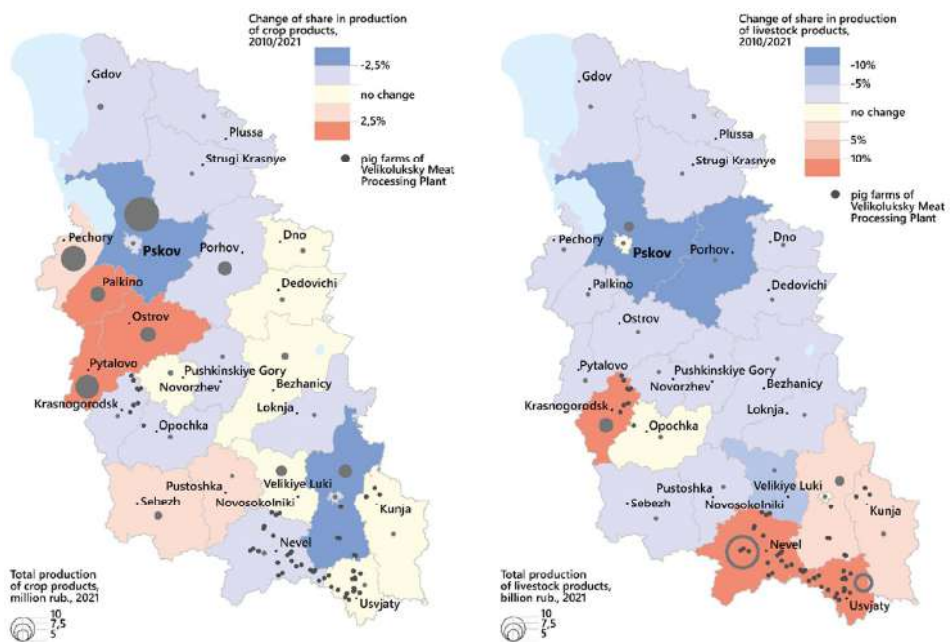 Change of share in production
of crop products,
2010/2021
-2,5%
no change
2,5%
pig farms of
Velikoluksky Meat
Processing Plant
Gdov
Plussa
Strugi Krasnye
Pechory
Pskov
Porhov
Dno
Palkino
Dedovichi
Ostrov
Pytalovo
Pushkinskiye Gory
Novorzhev
Bezhanicy
Krasnogorodsk
Loknja
Opochka
Pustoshka
Velikiye Luki
Sebezh
Novosokolniki
Kunja
Nevel
Usvjaty
Total production
of crop products,
million rub., 2021
10
7,5
5
Change of share in production
of livestock products,
2010/2021
-10%
-5%
no change
5%
10%
pig farms of
Velikoluksky Meat
Processing Plant
Gdov
Plussa
Strugi Krasnye
Pechory
Pskov
Porhov
Dno
Palkino
Dedovichi
Ostrov
Pytalovo
Pushkinskiye Gory
Novorzhev
Bezhanicy
Krasnogorodsk
Loknja
Opochka
Pustoshka
Velikiye Luki
Sebezh
Novosokolniki
Kunja
Nevel
Usvjaty
Total production
of livestock products,
billion rub., 2021
10
7,5
5